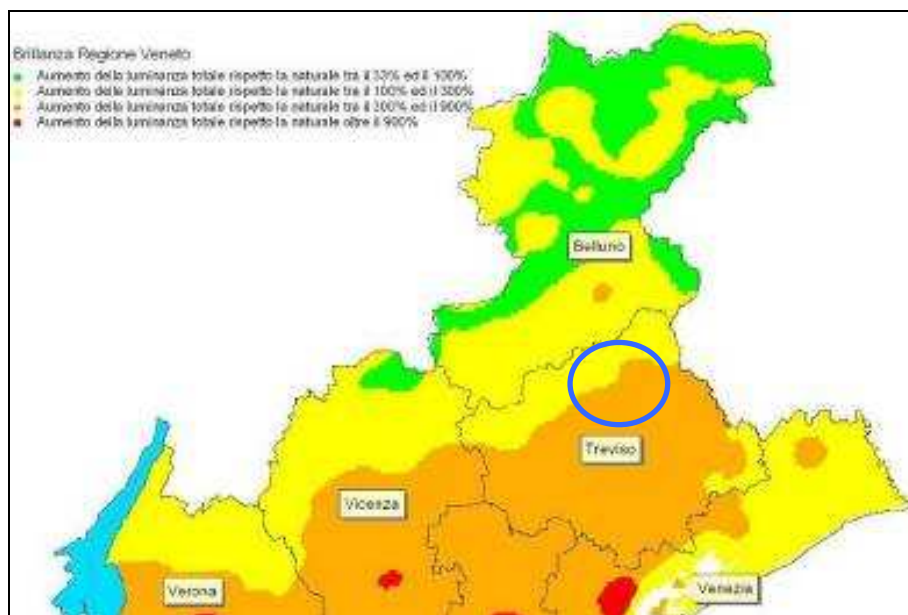 Brillanza Regione Veneto
Aumento della luminanza totale rispetto la naturale tra il 33% ed il 100%
Aumento della luminanza totale rispetto la naturale tra il 100% ed il 300%
Aumento della luminanza totale rispetto la naturale tra il 300% ed il 900%
Aumento della luminanza totale rispetto la naturale oltre il 900%
Belluno
Treviso
Vicenza
Verona
Venezia